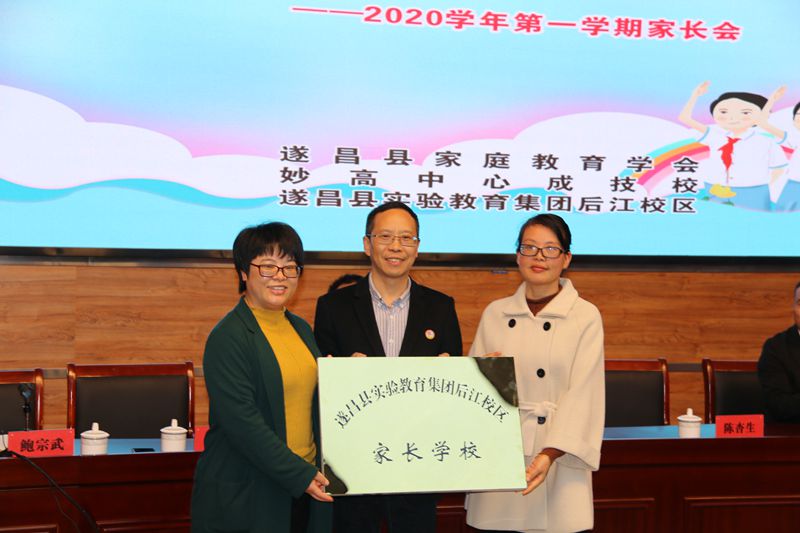 ——2020学年第一学期家长会
遂昌县家庭教育学会
妙高中心成技校
遂昌县实验教育集团后江校区
遂昌县实验教育集团后江校区
家长学校
鲍宗武
陈杏生